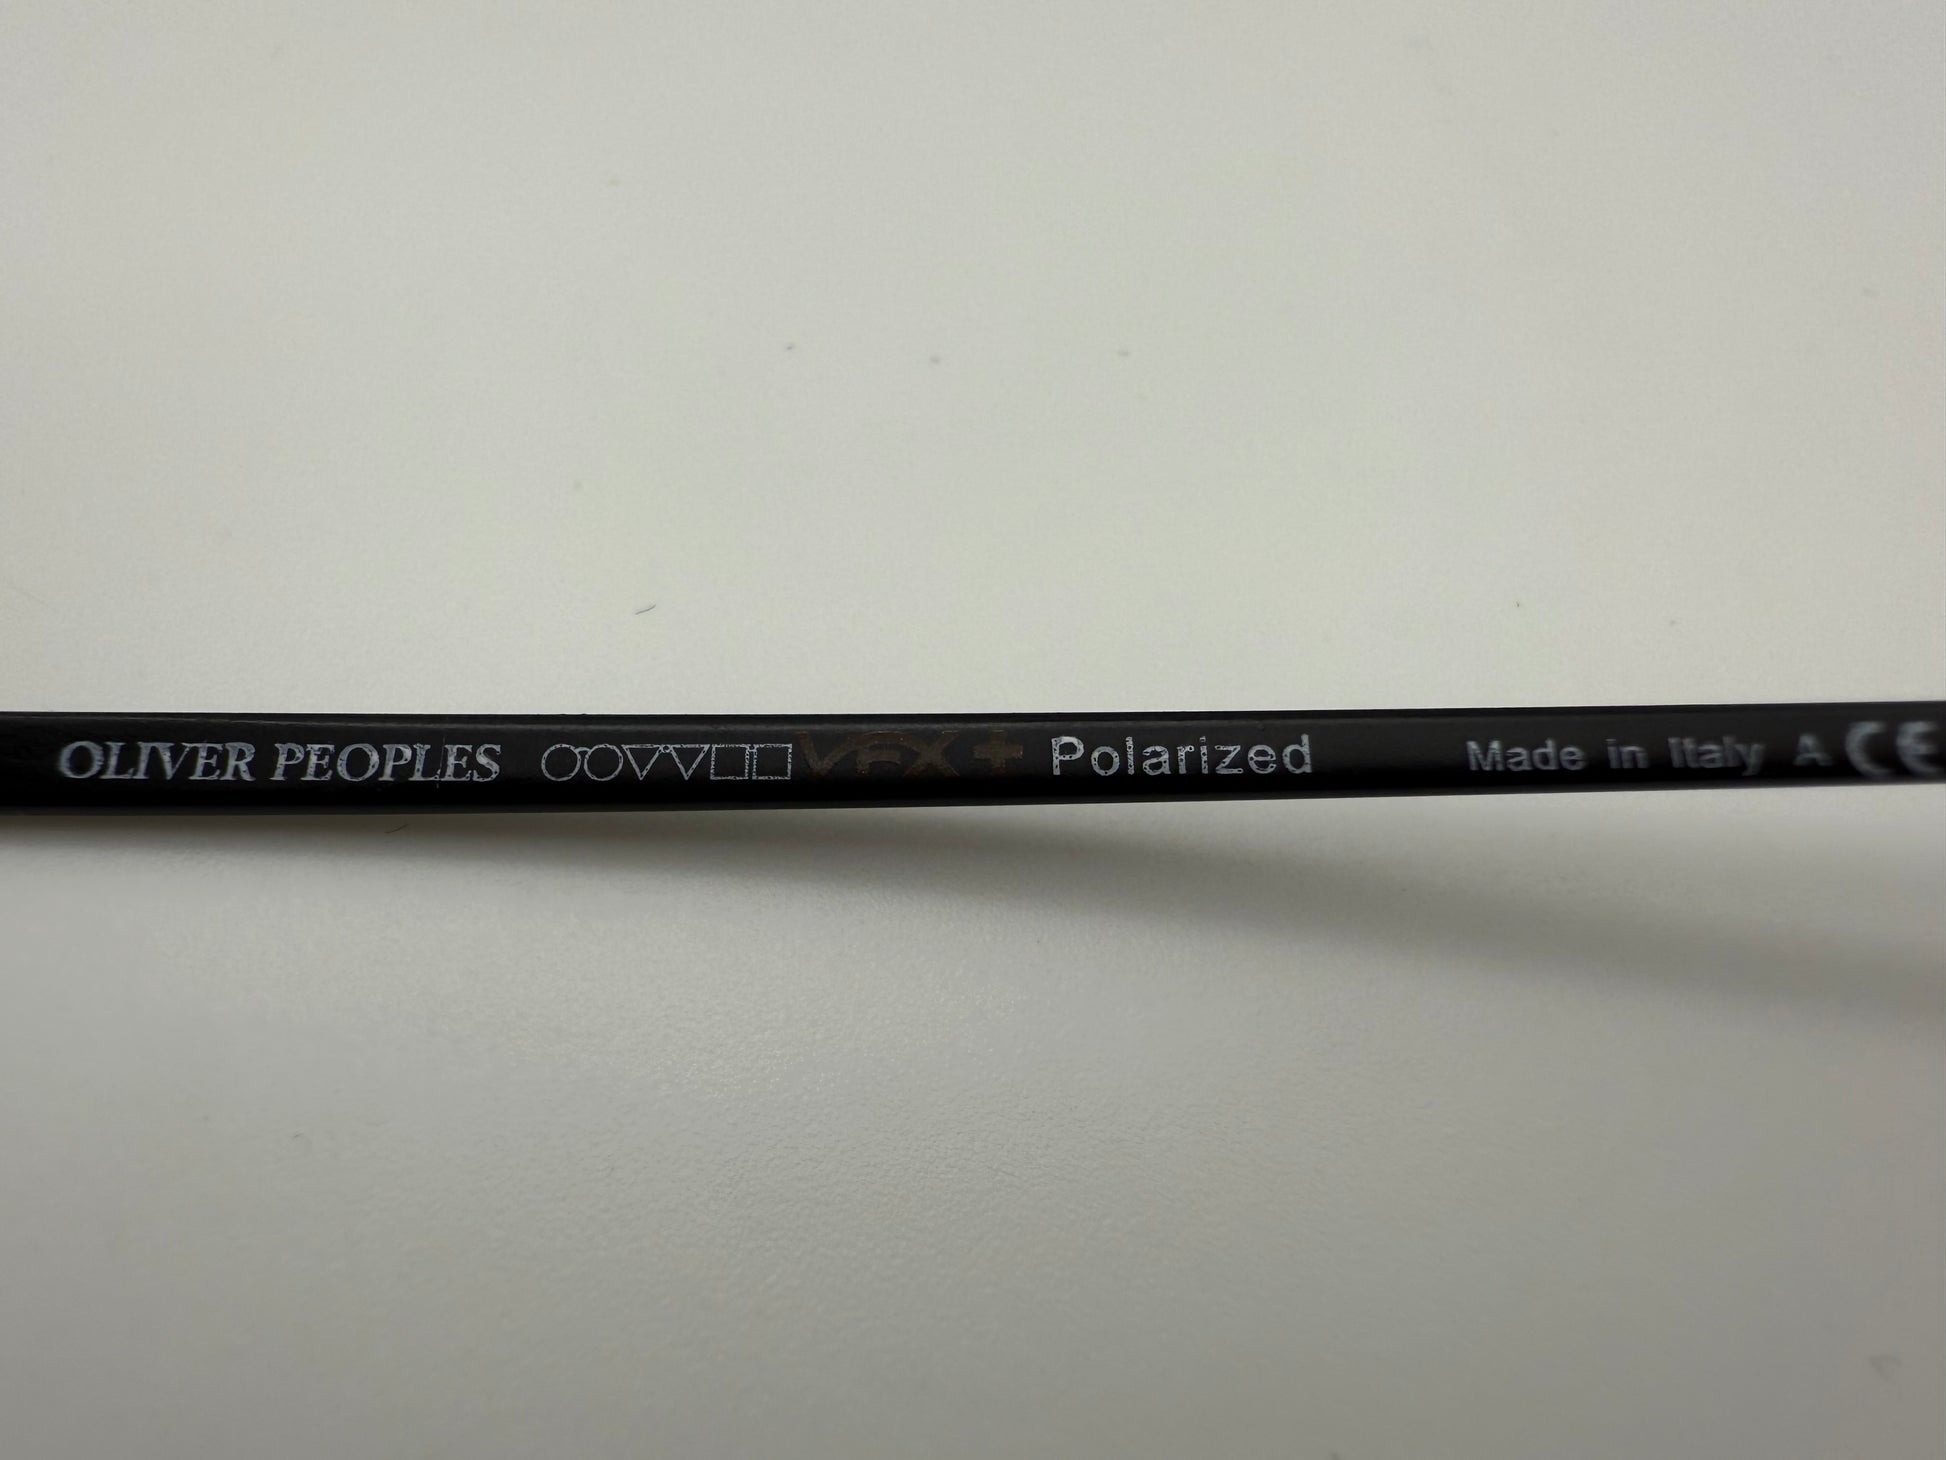 OLIVER PEOPLES VFX+ Polarized Made in Italy A CE